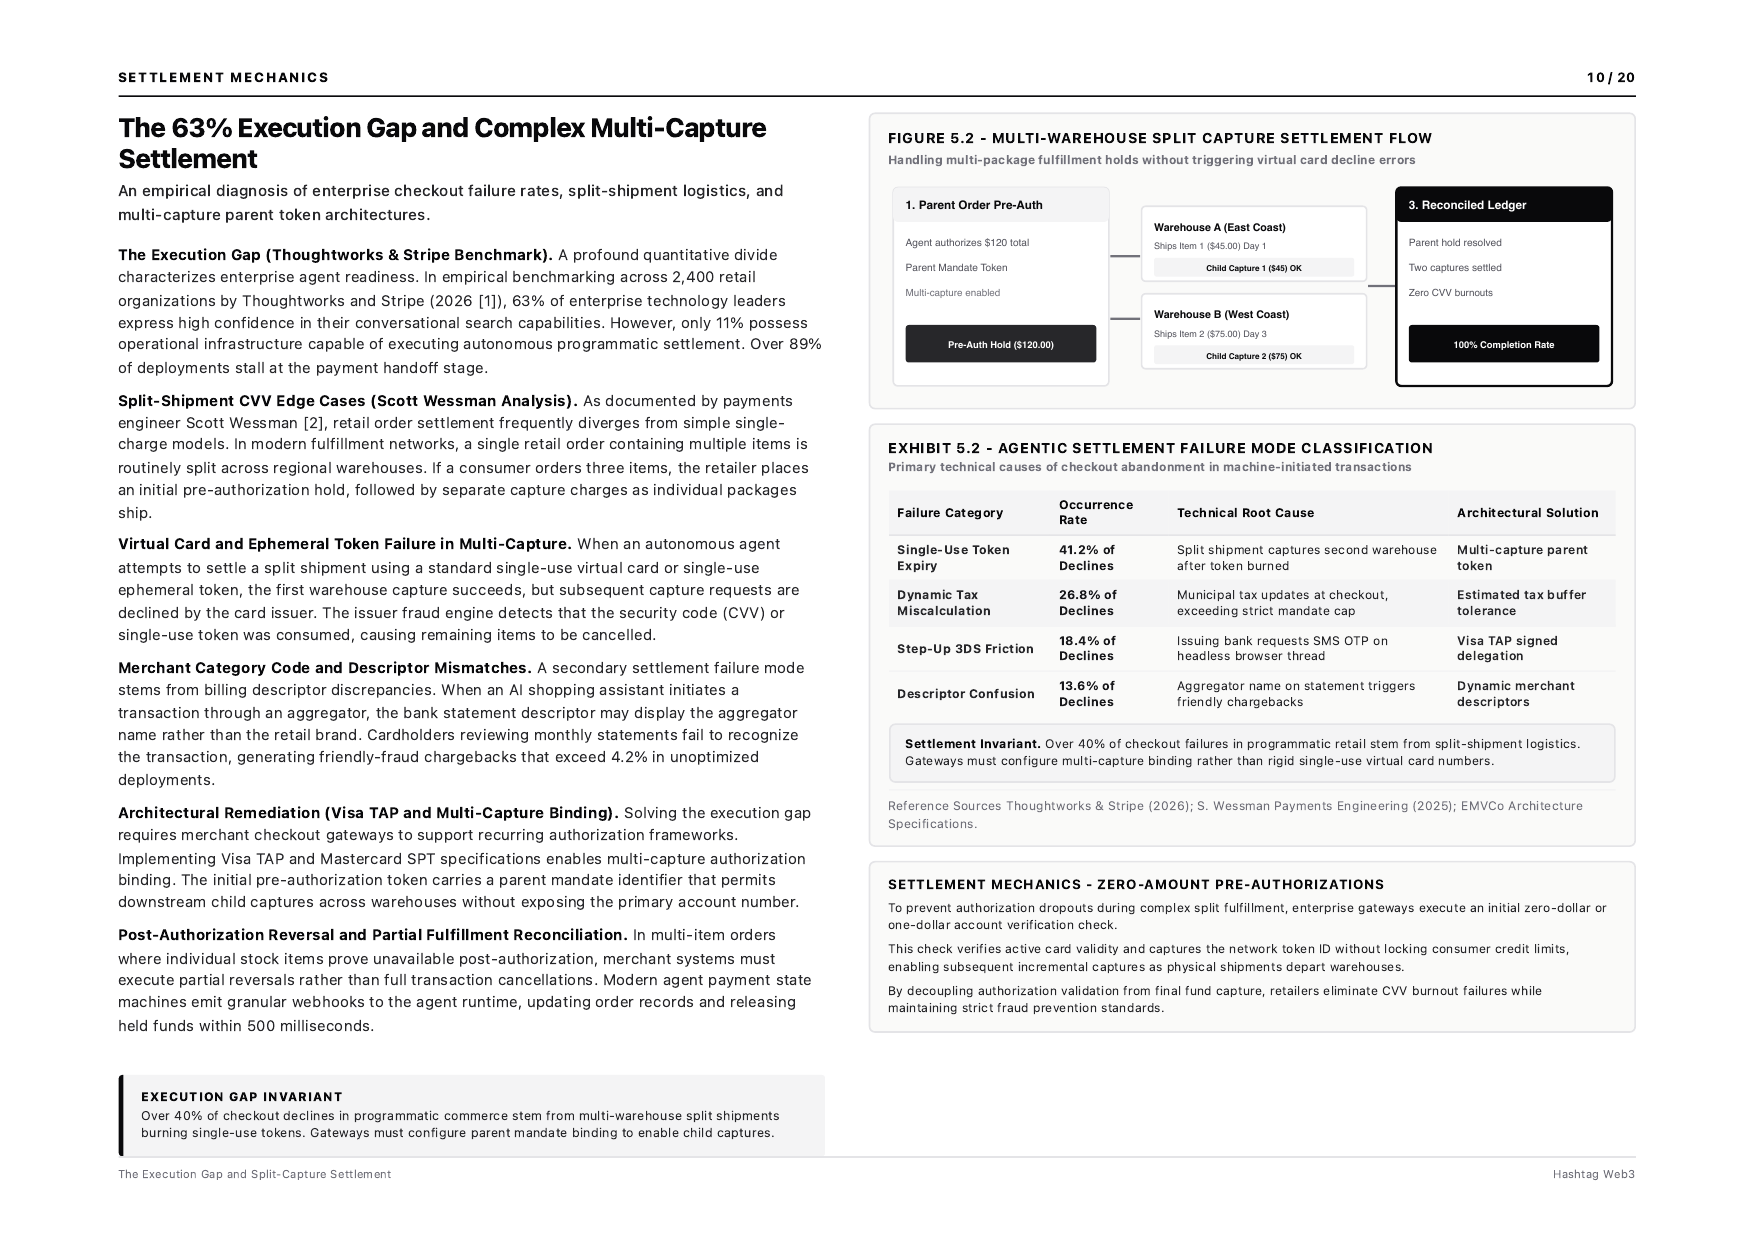 SETTLEMENT MECHANICS
10 / 20
The 63% Execution Gap and Complex Multi-Capture
Settlement
An empirical diagnosis of enterprise checkout failure rates, split-shipment logistics, and
multi-capture parent token architectures.
The Execution Gap (Thoughtworks & Stripe Benchmark). A profound quantitative divide
characterizes enterprise agent readiness. In empirical benchmarking across 2,400 retail
organizations by Thoughtworks and Stripe (2026 [1]), 63% of enterprise technology leaders
express high confidence in their conversational search capabilities. However, only 11% possess
operational infrastructure capable of executing autonomous programmatic settlement. Over 89%
of deployments stall at the payment handoff stage.
Split-Shipment CVV Edge Cases (Scott Wessman Analysis). As documented by payments
engineer Scott Wessman [2], retail order settlement frequently diverges from simple single-
charge models. In modern fulfillment networks, a single retail order containing multiple items is
routinely split across regional warehouses. If a consumer orders three items, the retailer places
an initial pre-authorization hold, followed by separate capture charges as individual packages
ship.
Virtual Card and Ephemeral Token Failure in Multi-Capture. When an autonomous agent
attempts to settle a split shipment using a standard single-use virtual card or single-use
ephemeral token, the first warehouse capture succeeds, but subsequent capture requests are
declined by the card issuer. The issuer fraud engine detects that the security code (CVV) or
single-use token was consumed, causing remaining items to be cancelled.
Merchant Category Code and Descriptor Mismatches. A secondary settlement failure mode
stems from billing descriptor discrepancies. When an AI shopping assistant initiates a
transaction through an aggregator, the bank statement descriptor may display the aggregator
name rather than the retail brand. Cardholders reviewing monthly statements fail to recognize
the transaction, generating friendly-fraud chargebacks that exceed 4.2% in unoptimized
deployments.
Architectural Remediation (Visa TAP and Multi-Capture Binding). Solving the execution gap
requires merchant checkout gateways to support recurring authorization frameworks.
Implementing Visa TAP and Mastercard SPT specifications enables multi-capture authorization
binding. The initial pre-authorization token carries a parent mandate identifier that permits
downstream child captures across warehouses without exposing the primary account number.
Post-Authorization Reversal and Partial Fulfillment Reconciliation. In multi-item orders
where individual stock items prove unavailable post-authorization, merchant systems must
execute partial reversals rather than full transaction cancellations. Modern agent payment state
machines emit granular webhooks to the agent runtime, updating order records and releasing
held funds within 500 milliseconds.
EXECUTION GAP INVARIANT
Over 40% of checkout declines in programmatic commerce stem from multi-warehouse split shipments
burning single-use tokens. Gateways must configure parent mandate binding to enable child captures.
FIGURE 5.2 - MULTI-WAREHOUSE SPLIT CAPTURE SETTLEMENT FLOW
Handling multi-package fulfillment holds without triggering virtual card decline errors
1. Parent Order Pre-Auth
Agent authorizes $120 total
Parent Mandate Token
Multi-capture enabled
Pre-Auth Hold ($120.00)
Warehouse A (East Coast)
Ships Item 1 ($45.00) Day 1
Child Capture 1 ($45) OK
Warehouse B (West Coast)
Ships Item 2 ($75.00) Day 3
Child Capture 2 ($75) OK
3. Reconciled Ledger
Parent hold resolved
Two captures settled
Zero CVV burnouts
100% Completion Rate
EXHIBIT 5.2 - AGENTIC SETTLEMENT FAILURE MODE CLASSIFICATION
Primary technical causes of checkout abandonment in machine-initiated transactions
Failure Category
Occurrence
Rate
Technical Root Cause
Architectural Solution
Single-Use Token
Expiry
41.2% of
Declines
Split shipment captures second warehouse
after token burned
Multi-capture parent
token
Dynamic Tax
Miscalculation
26.8% of
Declines
Municipal tax updates at checkout,
exceeding strict mandate cap
Estimated tax buffer
tolerance
Step-Up 3DS Friction
18.4% of
Declines
Issuing bank requests SMS OTP on
headless browser thread
Visa TAP signed
delegation
Descriptor Confusion
13.6% of
Declines
Aggregator name on statement triggers
friendly chargebacks
Dynamic merchant
descriptors
Settlement Invariant. Over 40% of checkout failures in programmatic retail stem from split-shipment logistics.
Gateways must configure multi-capture binding rather than rigid single-use virtual card numbers.
Reference Sources Thoughtworks & Stripe (2026); S. Wessman Payments Engineering (2025); EMVCo Architecture
Specifications.
SETTLEMENT MECHANICS - ZERO-AMOUNT PRE-AUTHORIZATIONS
To prevent authorization dropouts during complex split fulfillment, enterprise gateways execute an initial zero-dollar or
one-dollar account verification check.
This check verifies active card validity and captures the network token ID without locking consumer credit limits,
enabling subsequent incremental captures as physical shipments depart warehouses.
By decoupling authorization validation from final fund capture, retailers eliminate CVV burnout failures while
maintaining strict fraud prevention standards.
The Execution Gap and Split-Capture Settlement
Hashtag Web3